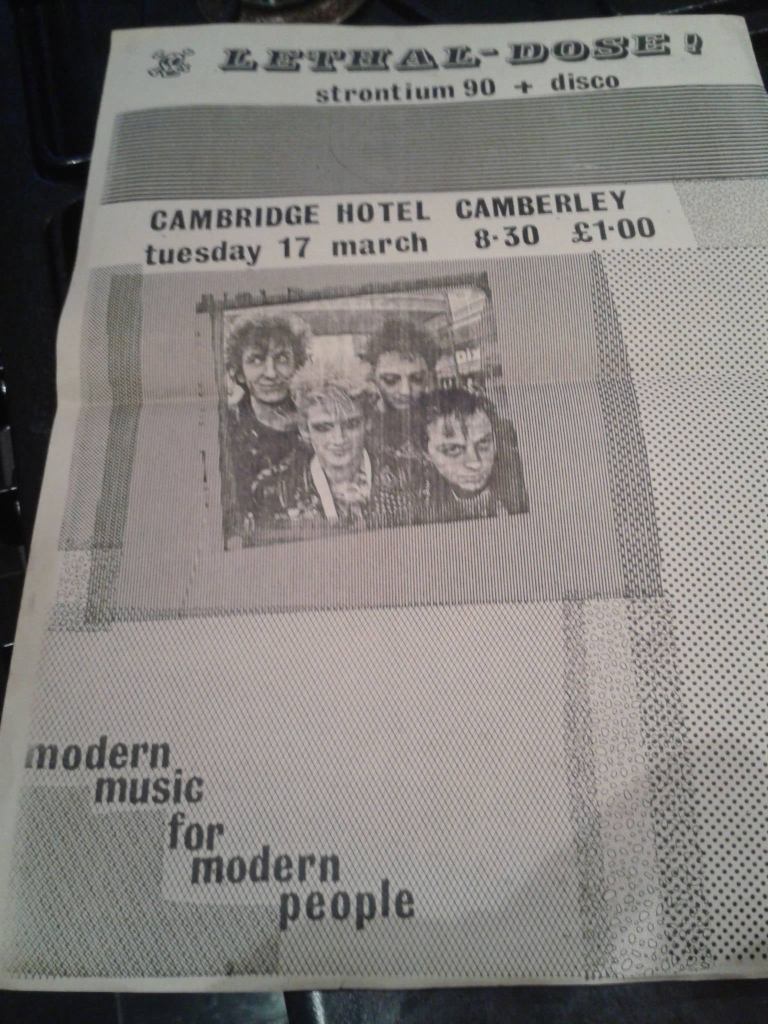 LETHAL-DOSE!
strontium 90 + disco
CAMBRIDGE HOTEL CAMBERLEY
tuesday 17 march 8·30 £1·00
modern
music
for
modern
people